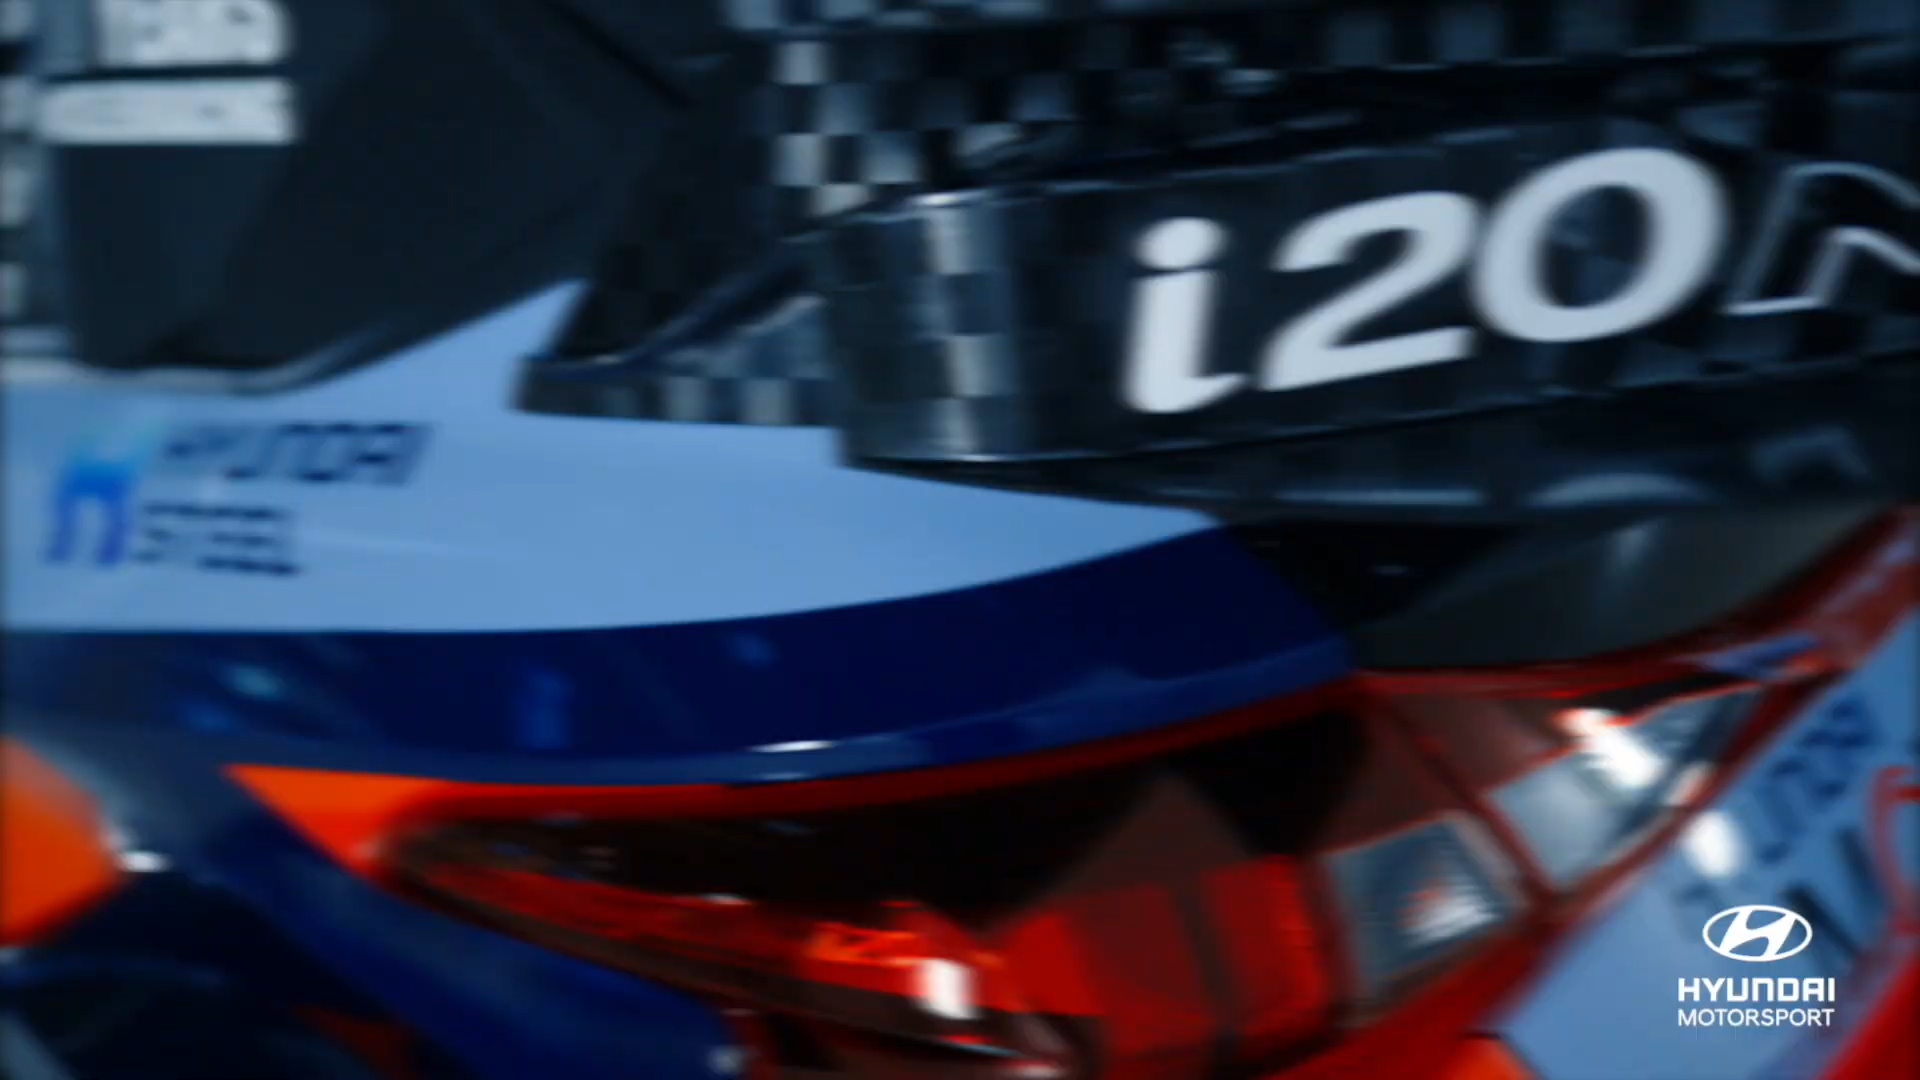 i20 N
HYUNDAI
STEEL
HYUNDAI
MOTORSPORT